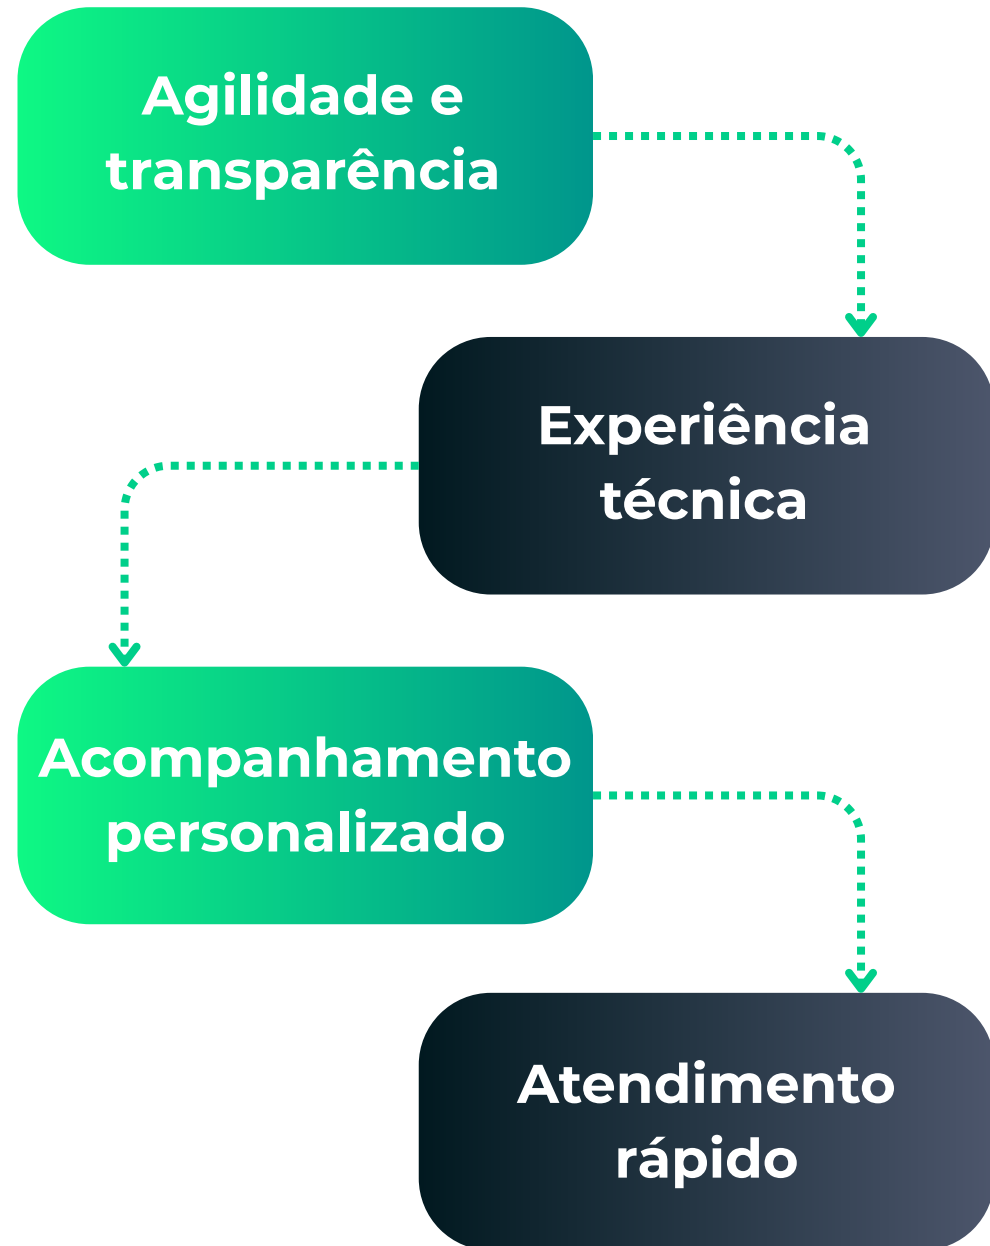 Agilidade e
transparência
Experiência
técnica
Acompanhamento
personalizado
Atendimento
rápido